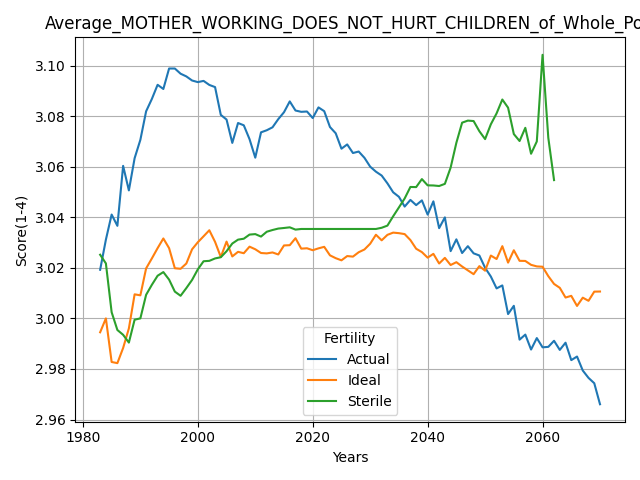 Average_MOTHER_WORKING_DOES_NOT_HURT_CHILDREN_of_Whole_Po
Score(1-4)
3.10
3.08
3.06
3.04
3.02
3.00
2.98
2.96
Fertility
Actual
Ideal
Sterile
1980 2000 2020 2040 2060
Years